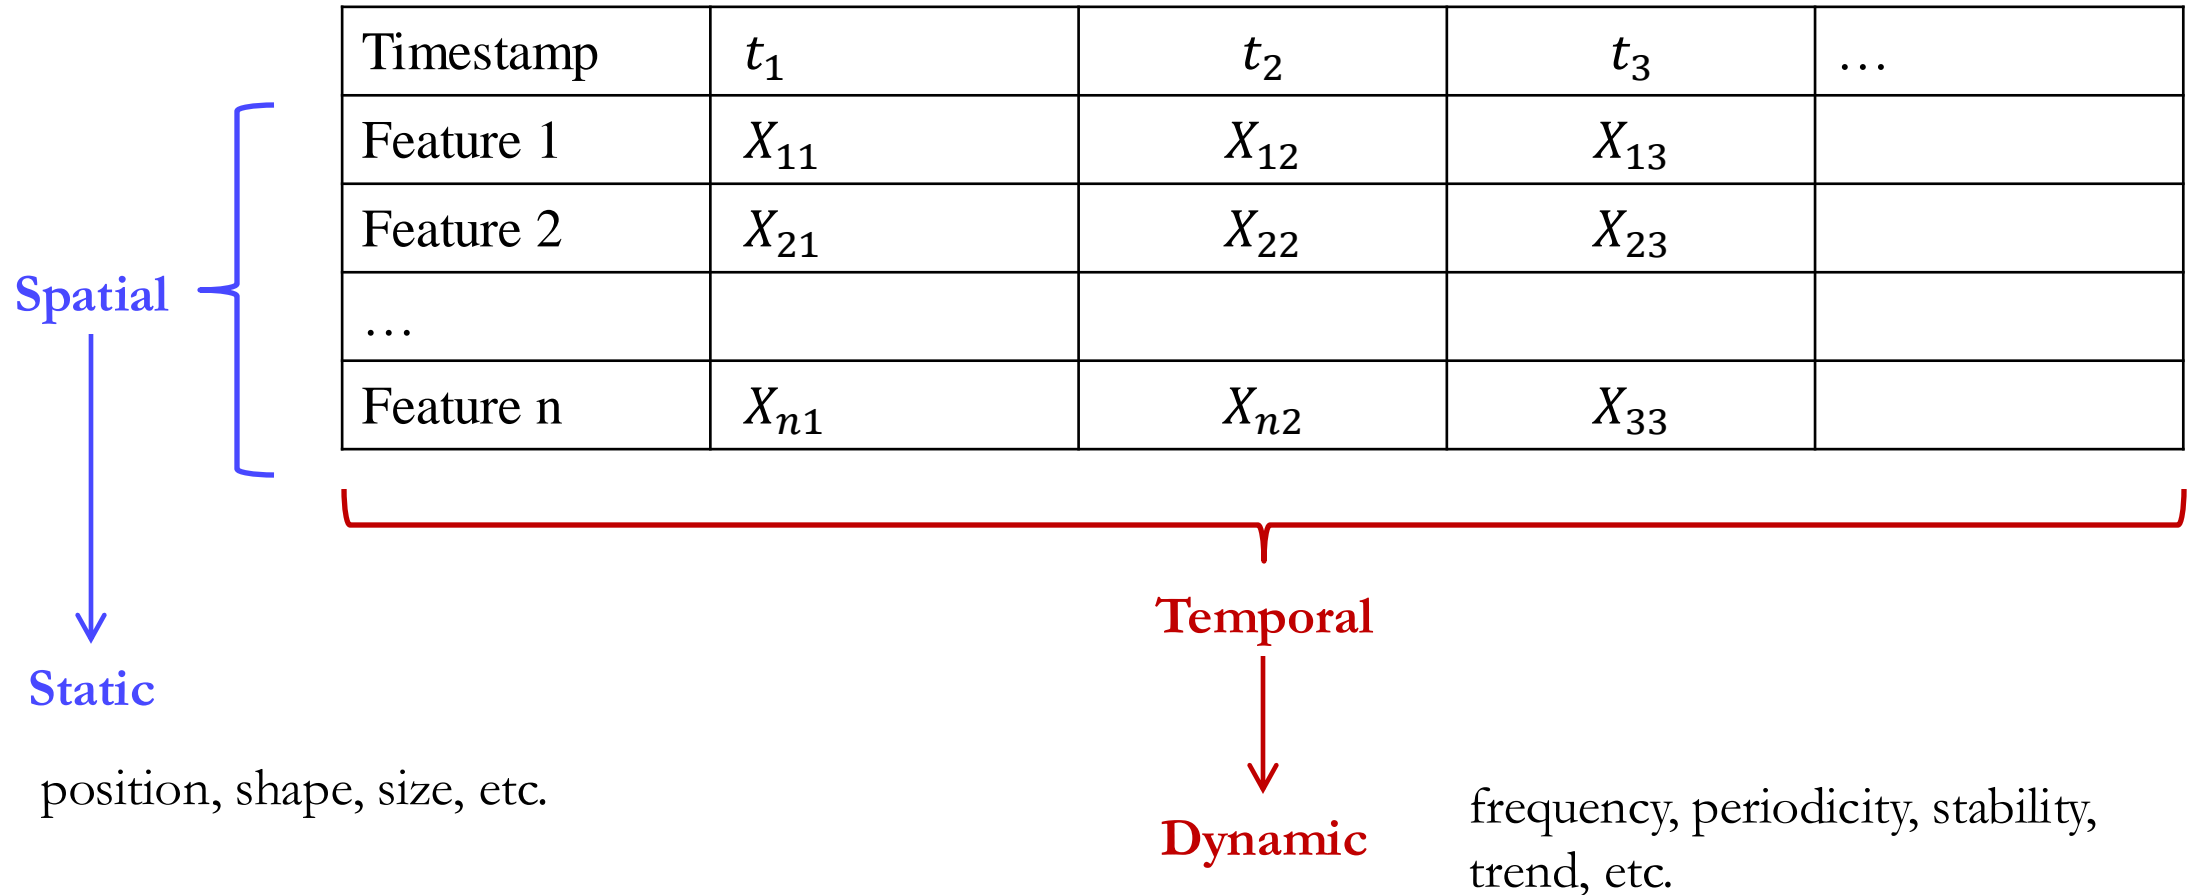 Timestamp t₁ t₂ t₃ …
Feature 1 X₁₁ X₁₂ X₁₃
Feature 2 X₂₁ X₂₂ X₂₃
Spatial
…
Feature n Xₙ₁ Xₙ₂ X₃₃
Temporal
Static
position, shape, size, etc.
Dynamic
frequency, periodicity, stability,
trend, etc.